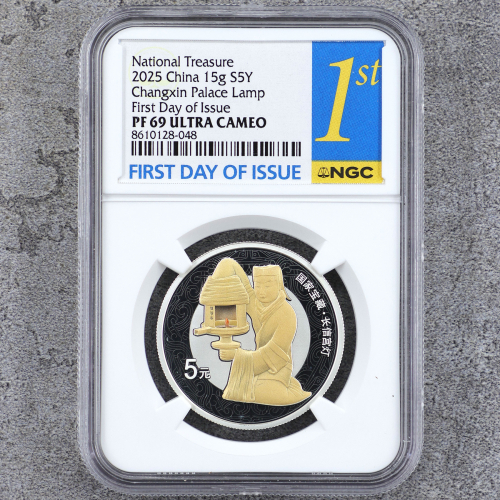 National Treasure
2025 China 15g S5Y
Changxin Palace Lamp
First Day of Issue
PF 69 ULTRA CAMEO
8610128-048
FIRST DAY OF ISSUE
1st
NGC
国家宝藏·长信宫灯
5元